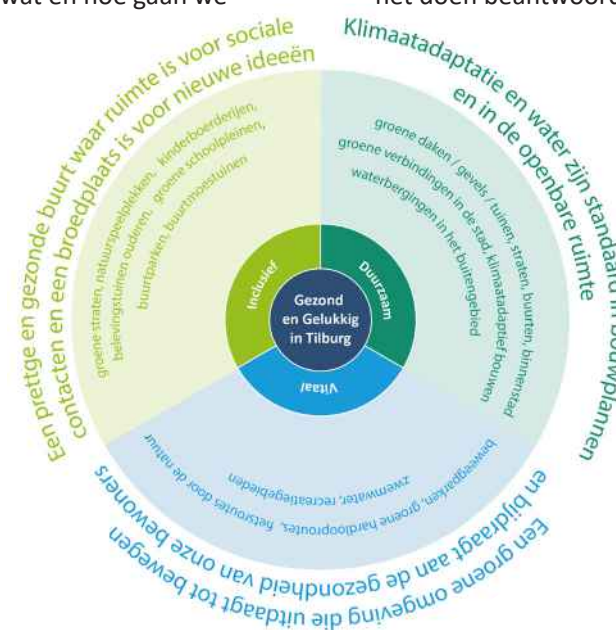 wat en hoe gaan we
het doen beantwoord
Een prettge en gezonde buurt waar ruimte is voor sociale
contacten en een broedplaats is voor nieuwe ideeën
groene straten, natuurspeelplekken, kinderboerderijen,
belevingstuinen ouderen, groene schoolpleinen,
buurtparken, buurtmoestuinen
Inclusief
Klimaatadaptatie en water zijn standaard in bouwplannen
en in de openbare ruimte
groene daken / gevels / tuinen, straten, buurten, binnenstad
groene verbindingen in de stad, klimaatadaptief bouwen
waterbergingen in het buitengebied
Duurzaam
Gezond
en Gelukkig
in Tilburg
Vitaal
zwemwater, recreatiegebieden
beweegparken, groene hardlooproutes, fietsroutes door de natuur
Een groene omgeving die uitdaagt tot bewegen
en bijdraagt aan de gezondheid van onze bewoners